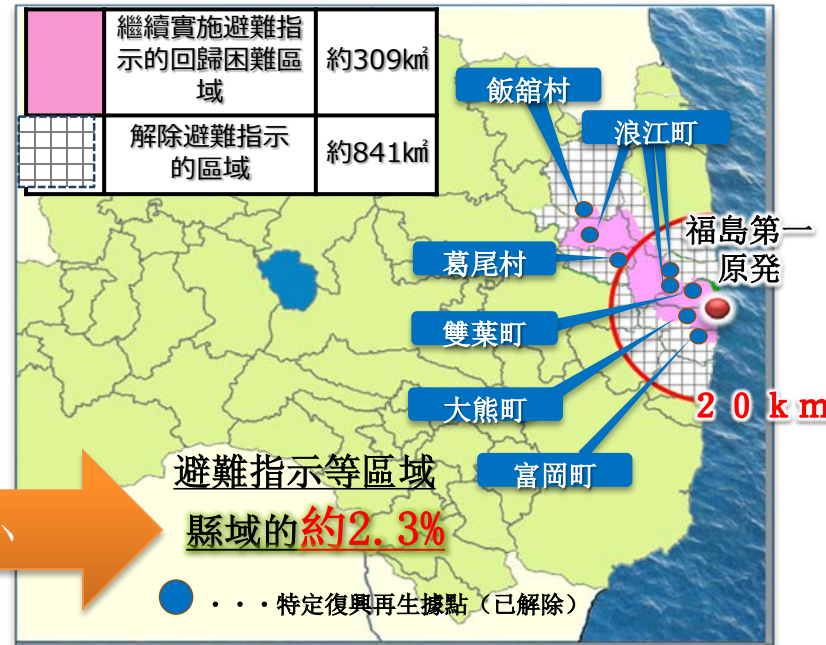 繼續實施避難指
示的回歸困難區
域
約309㎢
解除避難指示
的區域
約841㎢
飯舘村
浪江町
福島第一
原発
葛尾村
雙葉町
大熊町
20km
富岡町
避難指示等區域
縣域的約2.3%
、
・・・特定復興再生據點（已解除）